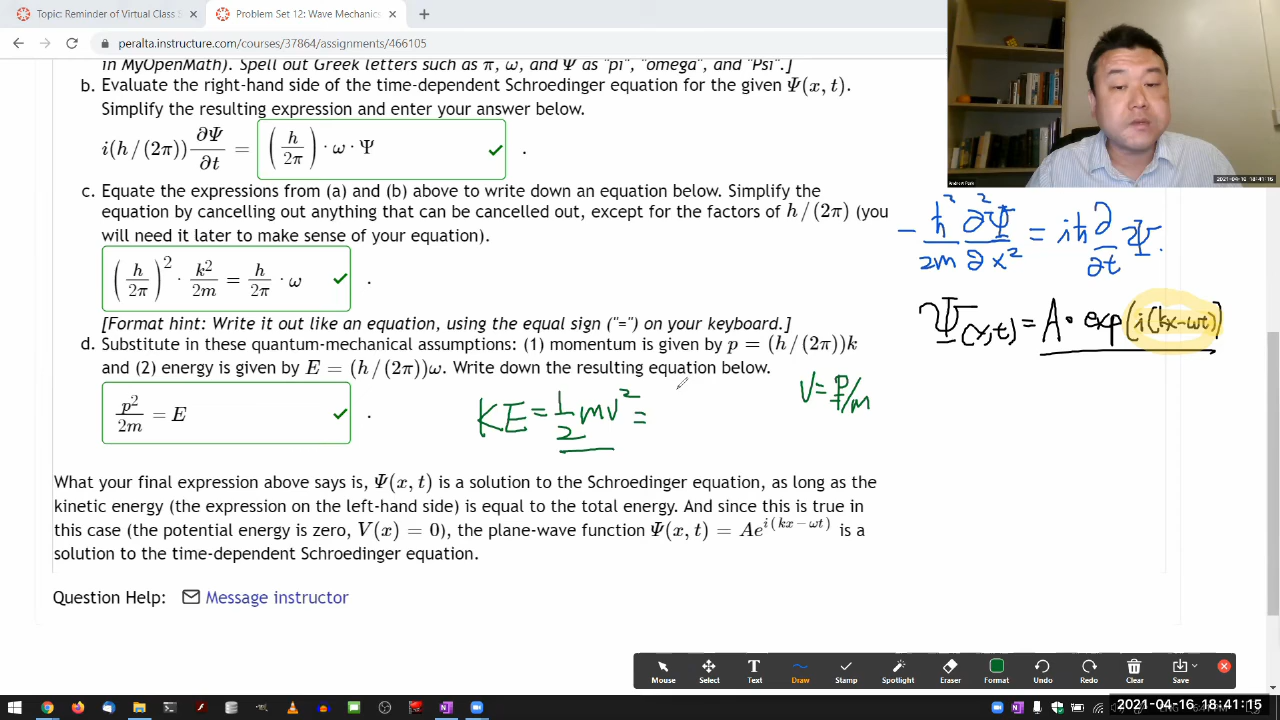 Topic: Reminder of Virtual Class S
Problem Set 12: Wave Mechanics
peralta.instructure.com/courses/37864/assignments/466105
in MyOpenMath). Spell out Greek letters such as π, ω, and Ψ as "pi", "omega", and "Psi".]
b. Evaluate the right-hand side of the time-dependent Schroedinger equation for the given Ψ(x, t).
Simplify the resulting expression and enter your answer below.
i(h/(2π)) ∂Ψ/∂t = (h/2π) · ω · Ψ .
c. Equate the expressions from (a) and (b) above to write down an equation below. Simplify the
equation by cancelling out anything that can be cancelled out, except for the factors of h/(2π) (you
will need it later to make sense of your equation).
(h/2π)² · k²/2m = h/2π · ω .
[Format hint: Write it out like an equation, using the equal sign ("=") on your keyboard.]
d. Substitute in these quantum-mechanical assumptions: (1) momentum is given by p = (h/(2π))k
and (2) energy is given by E = (h/(2π))ω. Write down the resulting equation below.
p²/2m = E .
KE = 1/2 mv² =
V = P/m
- ħ²/2m ∂²Ψ/∂x² = iħ ∂/∂t Ψ.
Ψ(x,t) = A · exp(i(kx-ωt))
What your final expression above says is, Ψ(x, t) is a solution to the Schroedinger equation, as long as the
kinetic energy (the expression on the left-hand side) is equal to the total energy. And since this is true in
this case (the potential energy is zero, V(x) = 0), the plane-wave function Ψ(x, t) = Ae^{i(kx−ωt)} is a
solution to the time-dependent Schroedinger equation.
Question Help: Message instructor
Mouse Select Text Draw Stamp Spotlight Eraser Format Undo Redo Clear Save
2021-04-16 18:41:16
2021-04-16 18:41:15